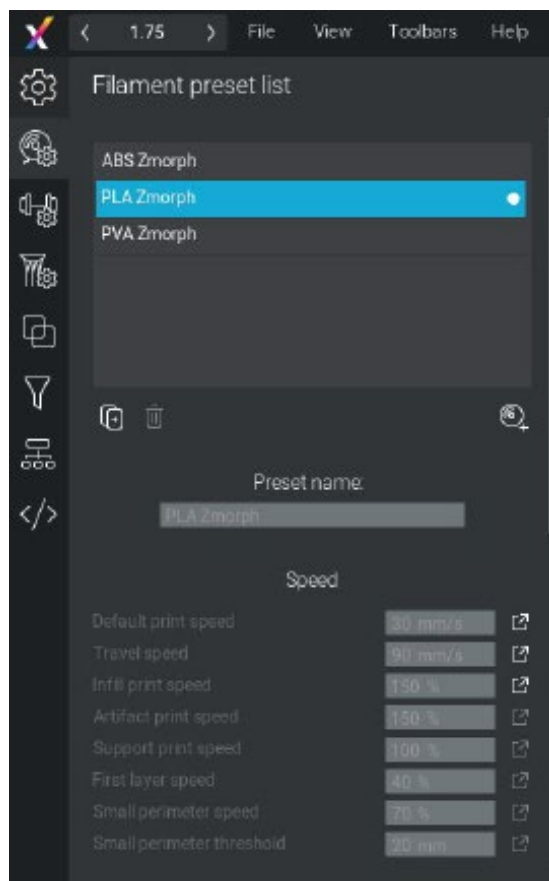 < 1.75 > File View Toolbars Help
Filament preset list
ABS Zmorph
PLA Zmorph
PVA Zmorph
Preset name:
PLA Zmorph
Speed
Default print speed 30 mm/s
Travel speed 90 mm/s
Infill print speed 150 %
Artifact print speed 150 %
Support print speed 100 %
First layer speed 40 %
Small perimeter speed 70 %
Small perimeter threshold 20 mm